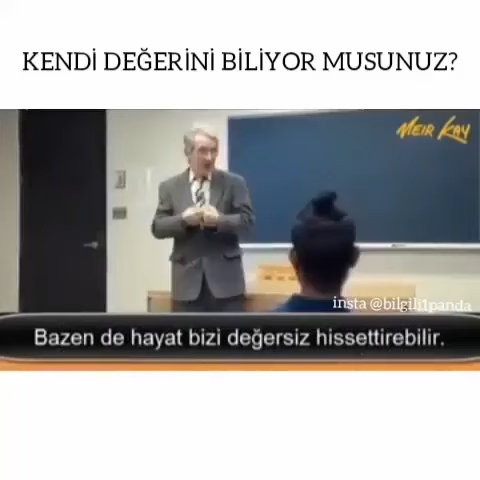 KENDİ DEĞERİNİ BİLİYOR MUSUNUZ?
MEIR KAY
insta @bilgili1panda
Bazen de hayat bizi değersiz hissettirebilir.